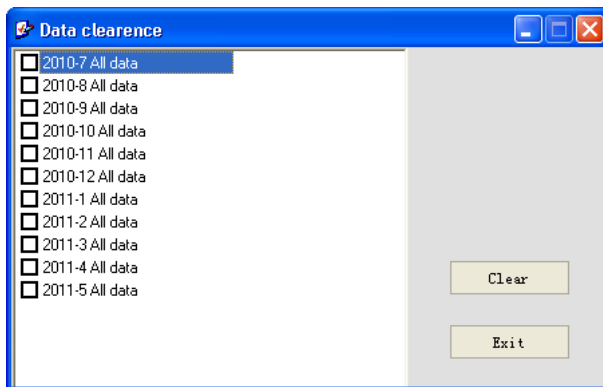 Data clearence
2010-7 All data
2010-8 All data
2010-9 All data
2010-10 All data
2010-11 All data
2010-12 All data
2011-1 All data
2011-2 All data
2011-3 All data
2011-4 All data
2011-5 All data
Clear
Exit